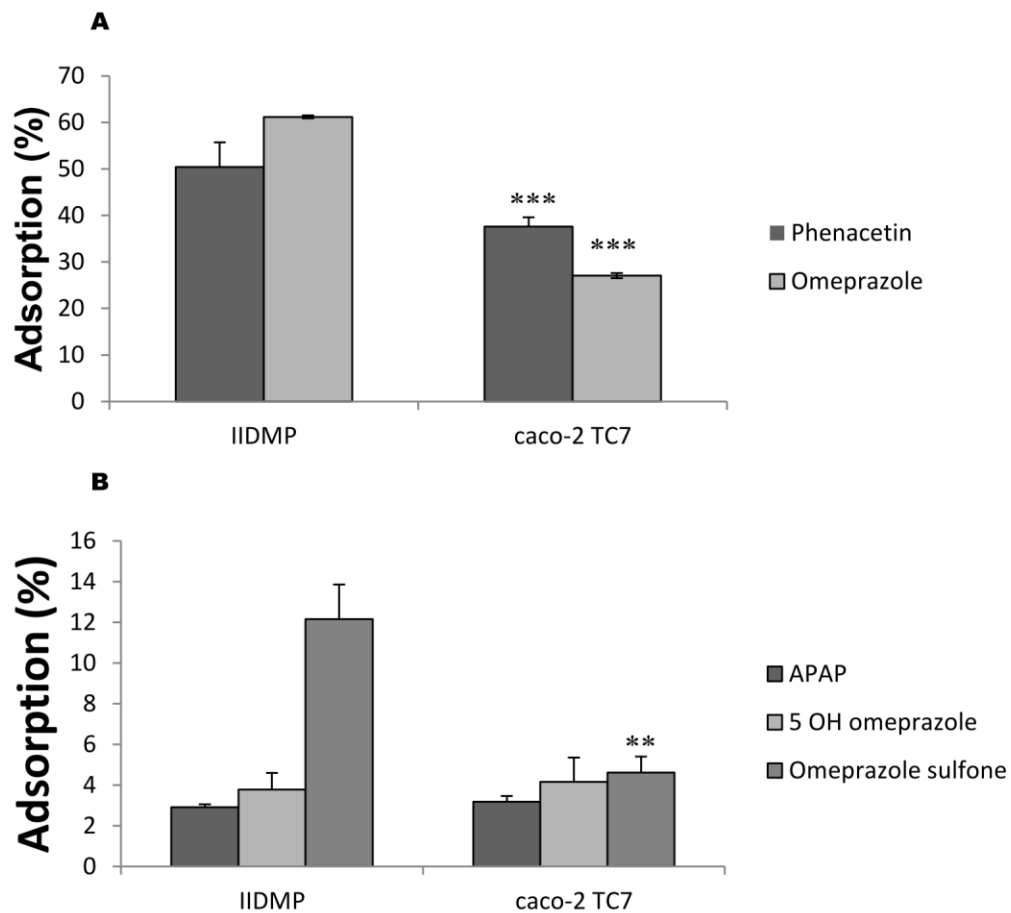 A
Adsorption (%)
70
60
50
40
30
20
10
0
***
***
IIDMP
caco-2 TC7
Phenacetin
Omeprazole
B
Adsorption (%)
16
14
12
10
8
6
4
2
0
**
IIDMP
caco-2 TC7
APAP
5 OH omeprazole
Omeprazole sulfone